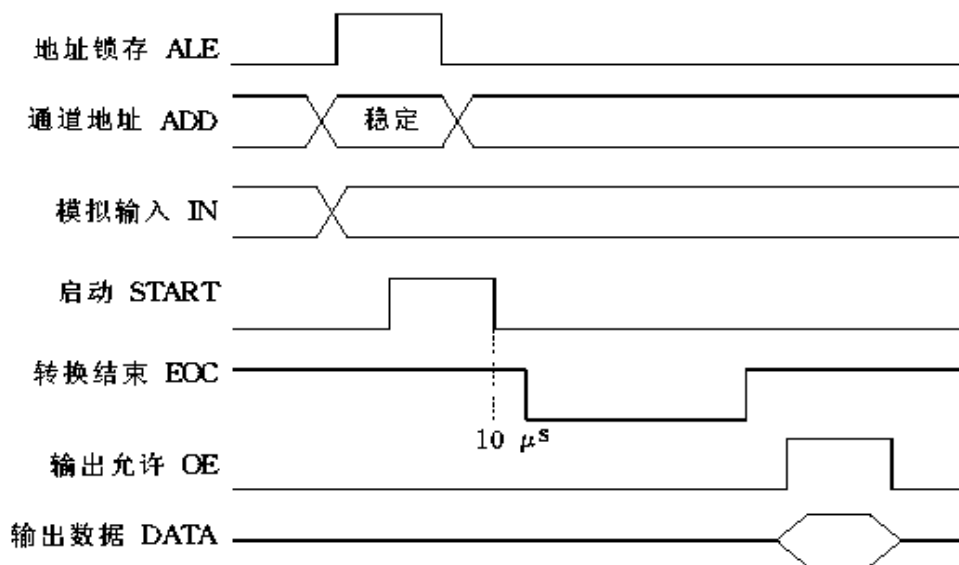 地址锁存 ALE
通道地址 ADD
稳定
模拟输入 IN
启动 START
转换结束 EOC
10 μs
输出允许 OE
输出数据 DATA